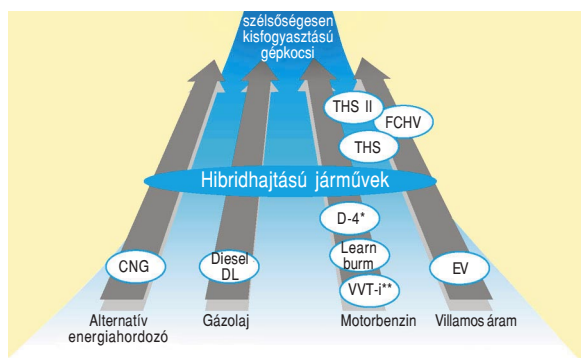 szélsőségesen
kisfogyasztású
gépkocsi
THS II
FCHV
THS
Hibridhajtású járművek
D-4*
Learn
burm
VVT-i**
CNG
Diesel
DL
EV
Alternatív
energiahordozó
Gázolaj
Motorbenzin
Villamos áram